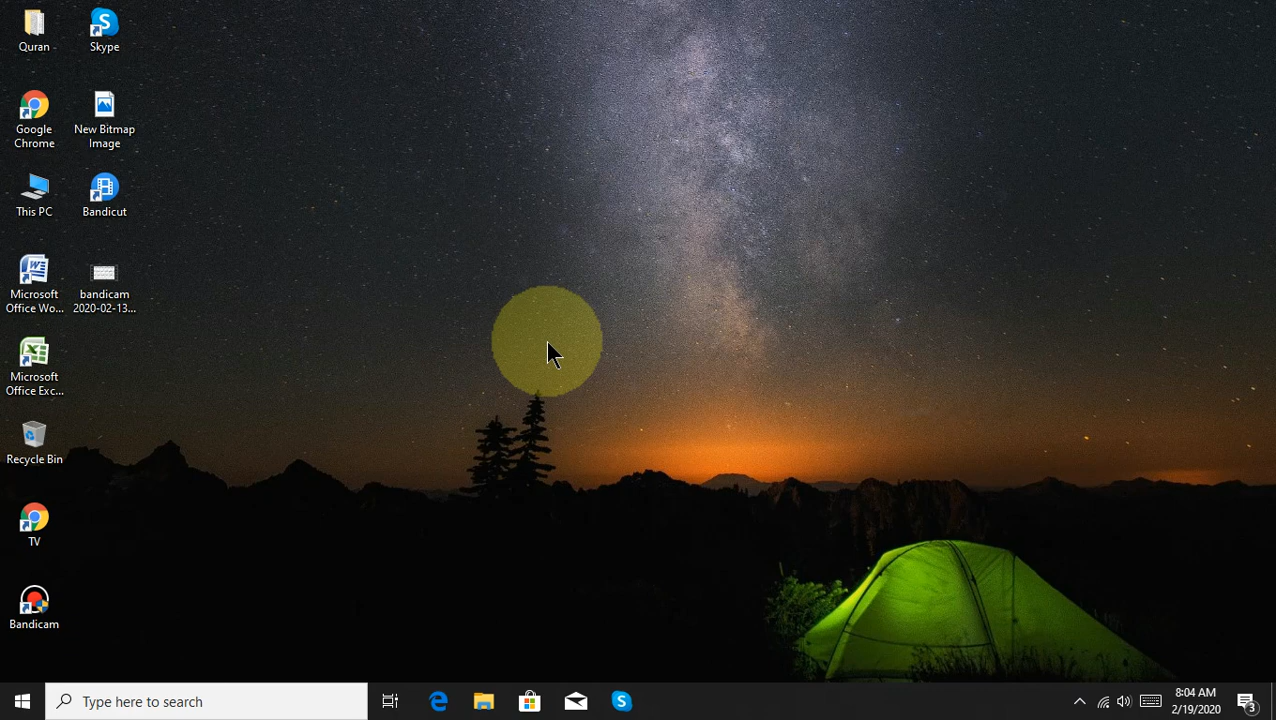 Quran
Skype
Google
Chrome
New Bitmap
Image
This PC
Bandicut
Microsoft
Office Wo...
bandicam
2020-02-13...
Microsoft
Office Exc...
Recycle Bin
TV
Bandicam
Type here to search
8:04 AM
2/19/2020
3